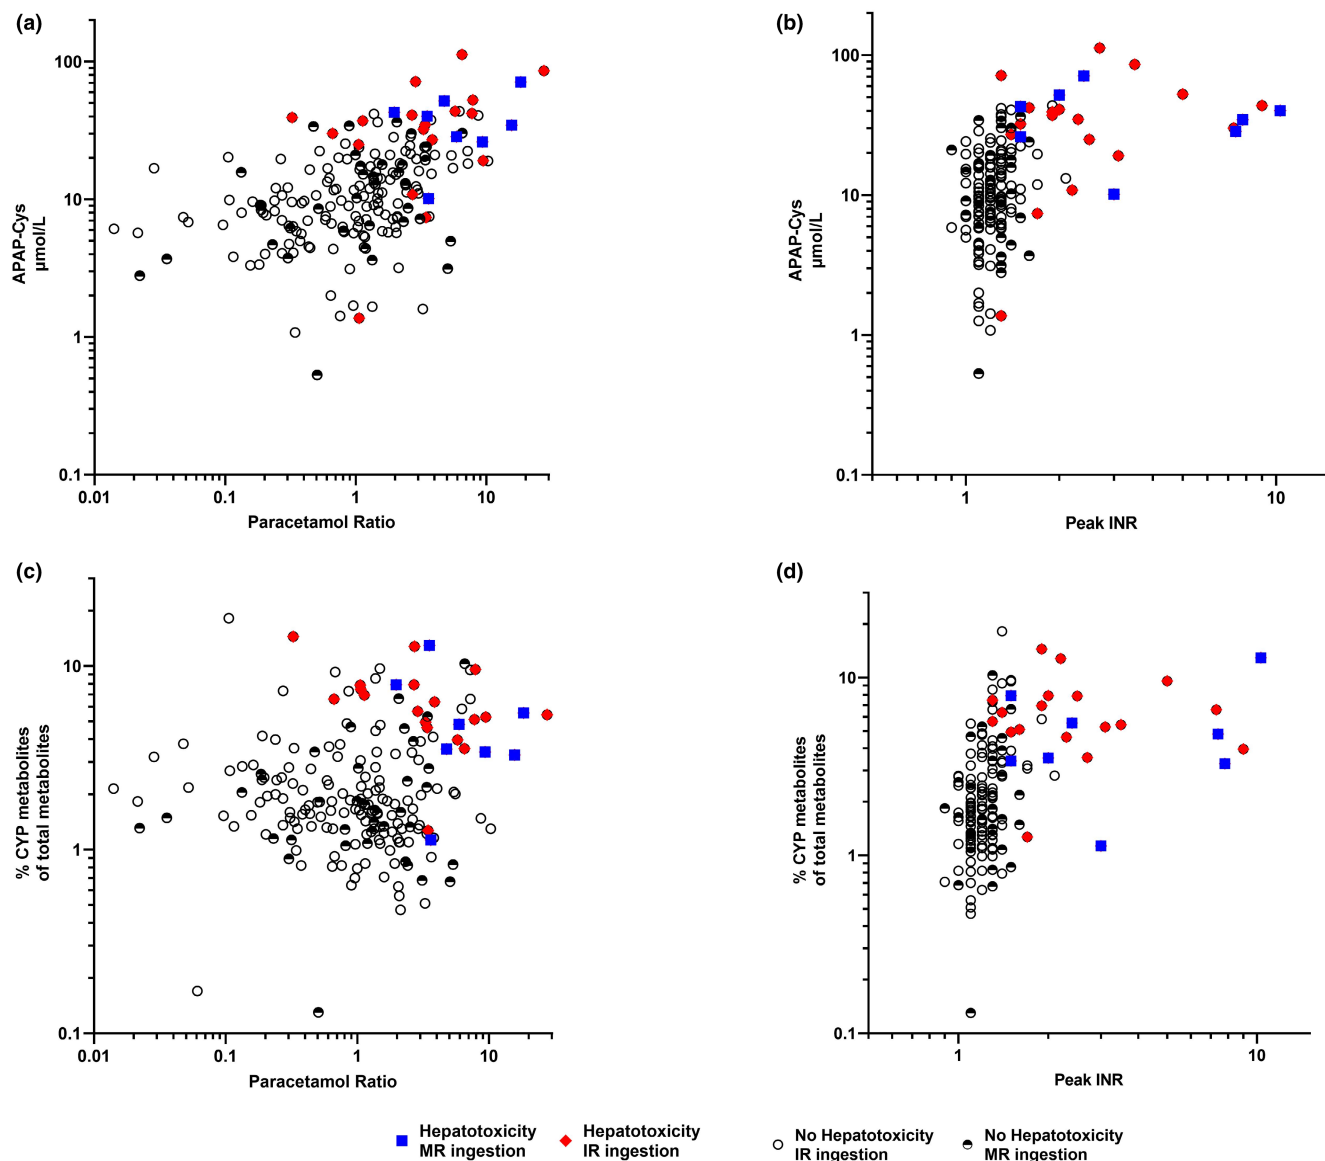 (a)
100
10
1
0.1
APAP-Cys
µmol/L
0.01
0.1
1
10
Paracetamol Ratio
(b)
100
10
1
0.1
APAP-Cys
µmol/L
1
10
Peak INR
(c)
10
1
0.1
% CYP metabolites
of total metabolites
0.01
0.1
1
10
Paracetamol Ratio
(d)
10
1
0.1
% CYP metabolites
of total metabolites
1
10
Peak INR
Hepatotoxicity
MR ingestion
Hepatotoxicity
IR ingestion
No Hepatotoxicity
IR ingestion
No Hepatotoxicity
MR ingestion